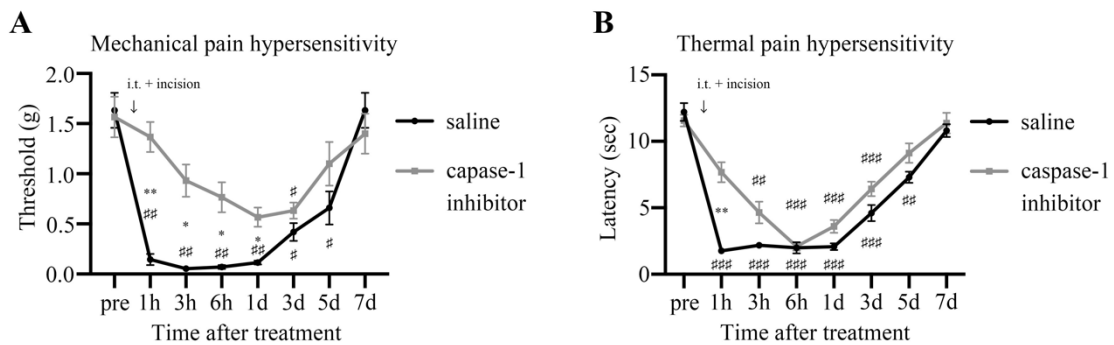 A
Mechanical pain hypersensitivity
i.t. + incision
↓
2.0
1.5
1.0
0.5
0.0
Threshold (g)
**
♯♯
*
♯♯
*
♯♯
*
♯♯
♯
♯
♯
pre 1h 3h 6h 1d 3d 5d 7d
Time after treatment
saline
capase-1
inhibitor
B
Thermal pain hypersensitivity
i.t. + incision
↓
15
10
5
0
Latency (sec)
**
♯♯♯
♯♯
♯♯♯
♯♯♯
♯♯♯
♯♯♯
♯♯♯
♯♯♯
♯♯♯
♯♯
pre 1h 3h 6h 1d 3d 5d 7d
Time after treatment
saline
caspase-1
inhibitor